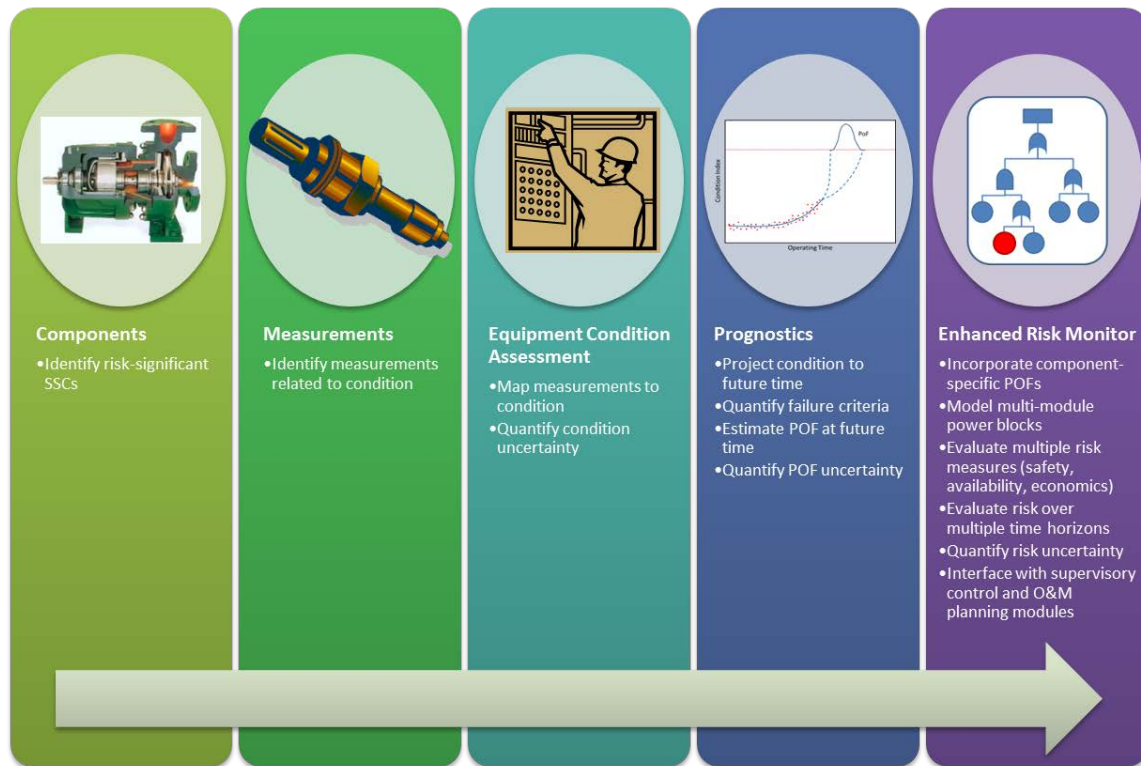 Components
•Identify risk-significant
SSCs
Measurements
•Identify measurements
related to condition
Equipment Condition
Assessment
•Map measurements to
condition
•Quantify condition
uncertainty
PoF
Condition Index
Operating Time
Prognostics
•Project condition to
future time
•Quantify failure criteria
•Estimate POF at future
time
•Quantify POF uncertainty
Enhanced Risk Monitor
•Incorporate component-
specific POFs
•Model multi-module
power blocks
•Evaluate multiple risk
measures (safety,
availability, economics)
•Evaluate risk over
multiple time horizons
•Quantify risk uncertainty
•Interface with supervisory
control and O&M
planning modules